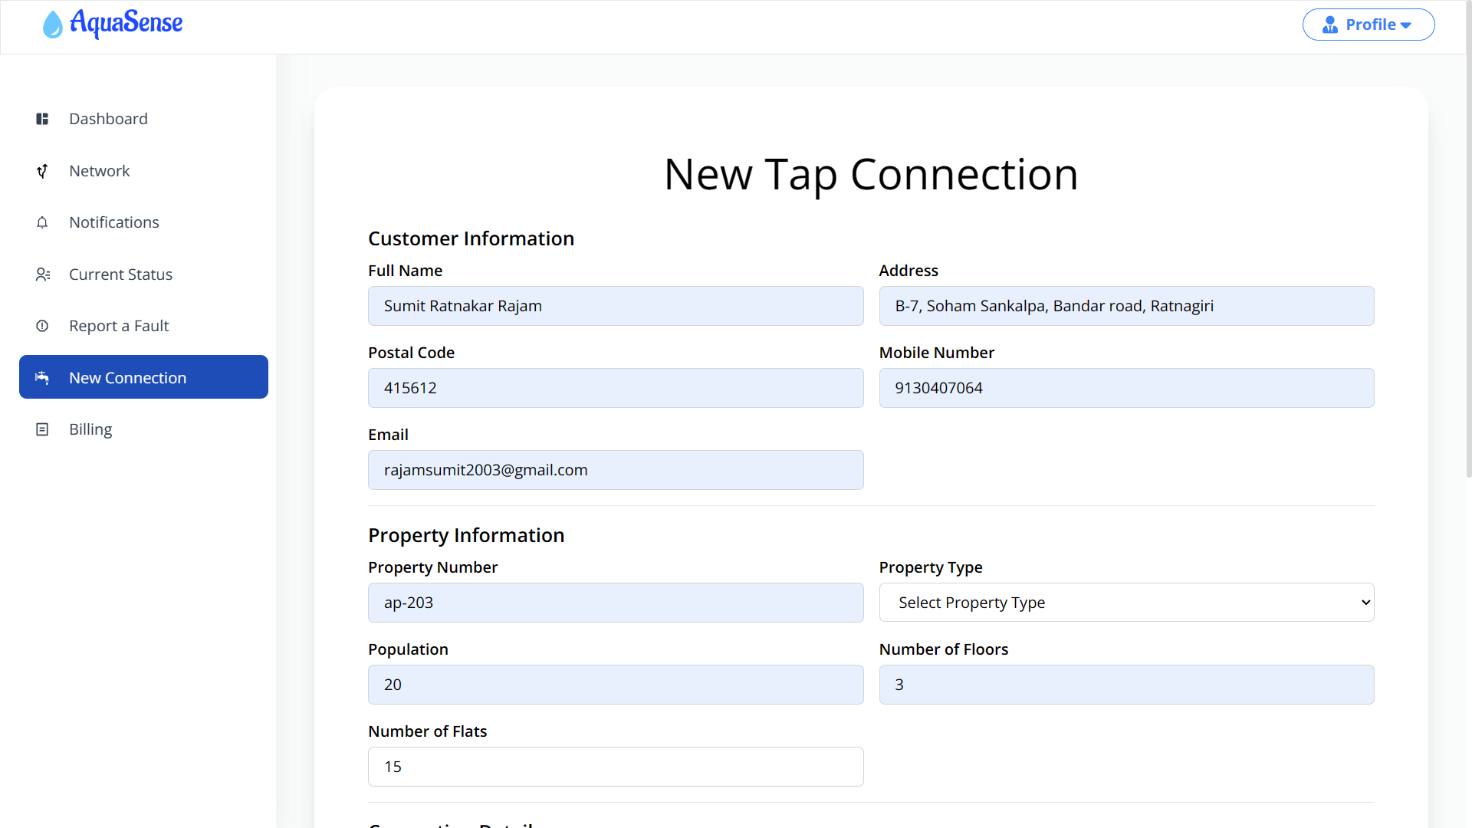 AquaSense
Profile
Dashboard
Network
Notifications
Current Status
Report a Fault
New Connection
Billing
New Tap Connection
Customer Information
Full Name
Address
Sumit Ratnakar Rajam
B-7, Soham Sankalpa, Bandar road, Ratnagiri
Postal Code
Mobile Number
415612
9130407064
Email
rajamsumit2003@gmail.com
Property Information
Property Number
Property Type
ap-203
Select Property Type
Population
Number of Floors
20
3
Number of Flats
15